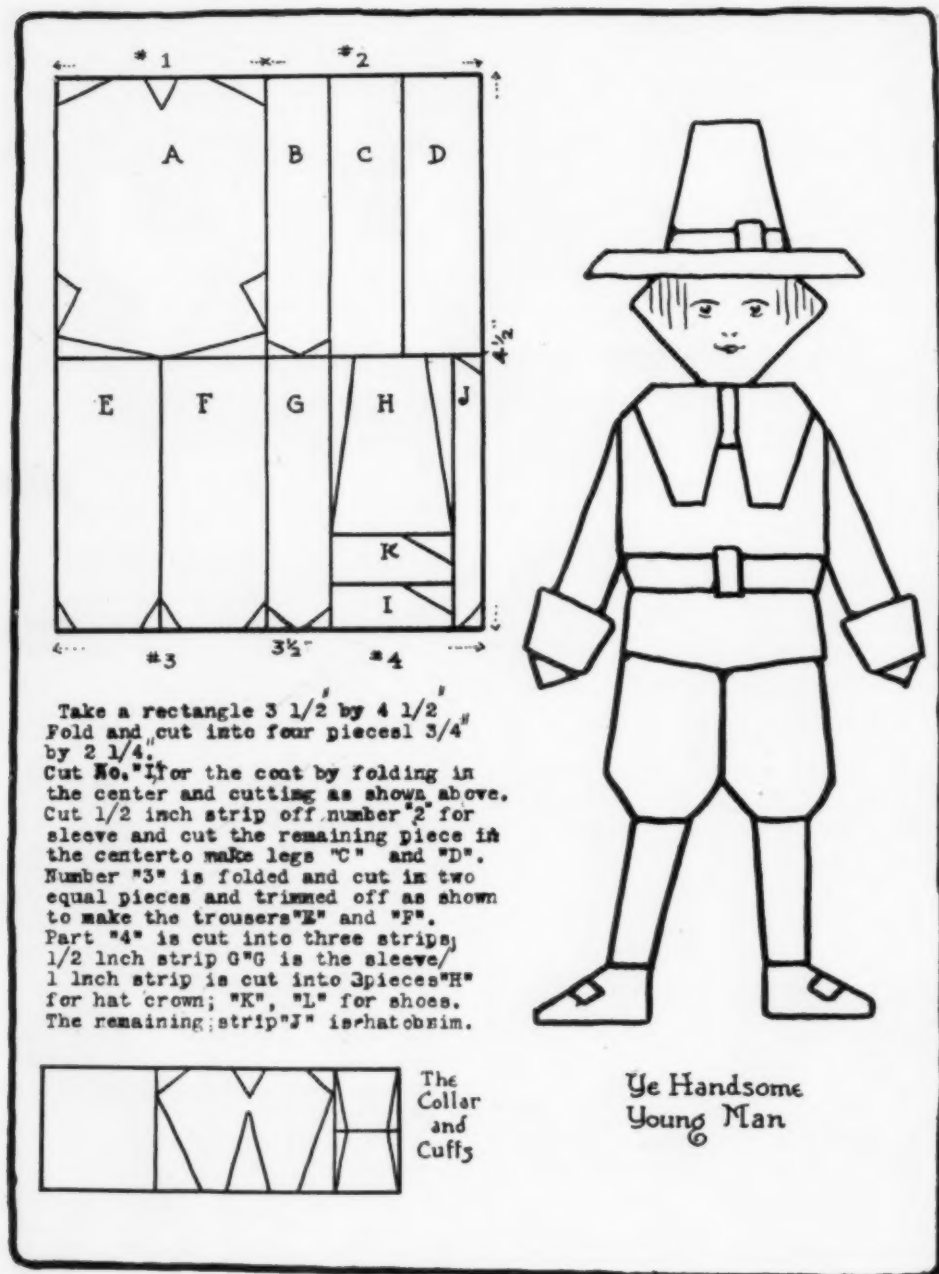 #1 #2
A B C D
4½"
E F G H J
K
I
#3 3½" #4
Take a rectangle 3 1/2" by 4 1/2"
Fold and cut into four pieces1 3/4"
by 2 1/4".
Cut No."I,for the coat by folding in
the center and cutting as shown above.
Cut 1/2 inch strip off number "2" for
sleeve and cut the remaining piece in
the centerto make legs "C" and "D".
Number "3" is folded and cut in two
equal pieces and trimmed off as shown
to make the trousers"E" and "F".
Part "4" is cut into three strips;
1/2 inch strip G"G is the sleeve/
1 inch strip is cut into 3pieces"H"
for hat crown; "K", "L" for shoes.
The remaining strip"J" is
The
Collar
and
Cuffs
Ye Handsome
Young Man